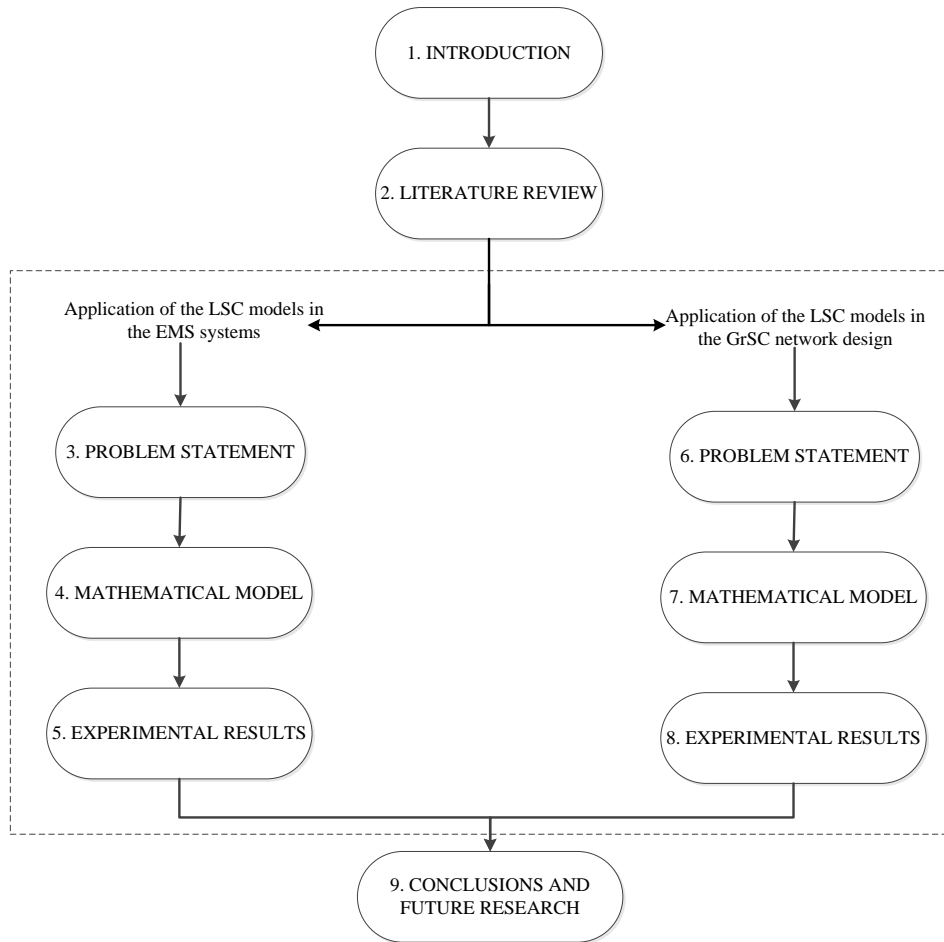 1. INTRODUCTION
2. LITERATURE REVIEW
Application of the LSC models in
the EMS systems
3. PROBLEM STATEMENT
4. MATHEMATICAL MODEL
5. EXPERIMENTAL RESULTS
Application of the LSC models in
the GrSC network design
6. PROBLEM STATEMENT
7. MATHEMATICAL MODEL
8. EXPERIMENTAL RESULTS
9. CONCLUSIONS AND
FUTURE RESEARCH